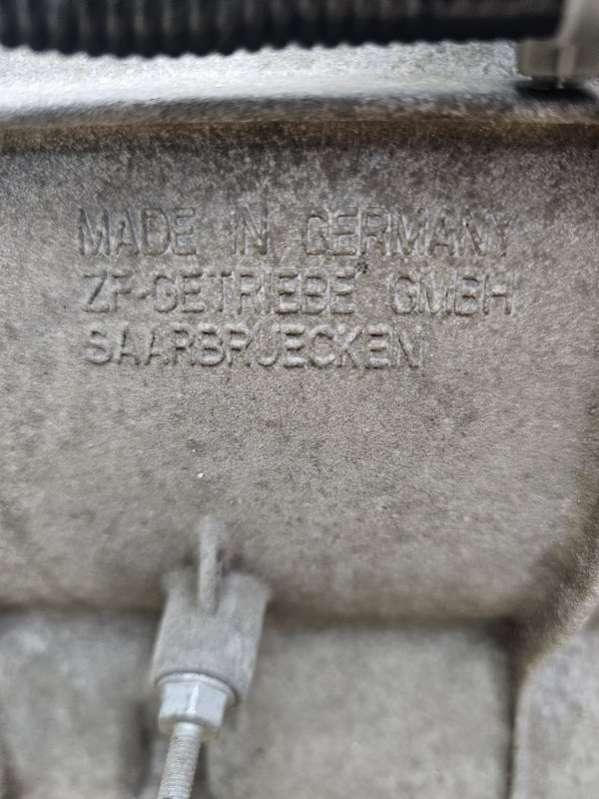 MADE IN GERMANY
ZF-GETRIEBE GMBH
SAARBRUECKEN